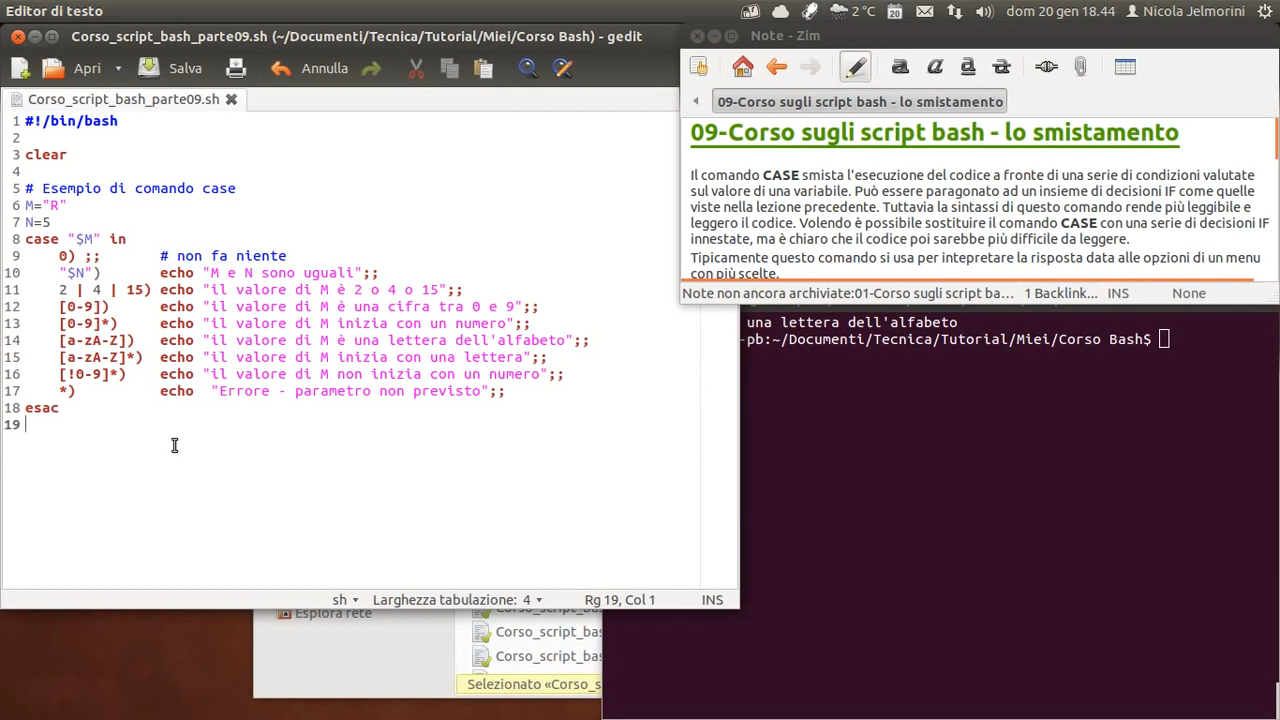 Editor di testo
2 °C
20
dom 20 gen 18.44
Nicola Jelmorini
Corso_script_bash_parte09.sh (~/Documenti/Tecnica/Tutorial/Miei/Corso Bash) - gedit
Apri
Salva
Annulla
Corso_script_bash_parte09.sh
1 #!/bin/bash
2
3 clear
4
5 # Esempio di comando case
6 M="R"
7 N=5
8 case "$M" in
9 0) ;; # non fa niente
10 "$N") echo "M e N sono uguali";;
11 2 | 4 | 15) echo "il valore di M è 2 o 4 o 15";;
12 [0-9]) echo "il valore di M è una cifra tra 0 e 9";;
13 [0-9]*) echo "il valore di M inizia con un numero";;
14 [a-zA-Z]) echo "il valore di M è una lettera dell'alfabeto";;
15 [a-zA-Z]*) echo "il valore di M inizia con una lettera";;
16 [!0-9]*) echo "il valore di M non inizia con un numero";;
17 *) echo "Errore - parametro non previsto";;
18 esac
19
sh
Larghezza tabulazione: 4
Rg 19, Col 1
INS
Note - Zim
a a a a
09-Corso sugli script bash - lo smistamento
09-Corso sugli script bash - lo smistamento
Il comando CASE smista l'esecuzione del codice a fronte di una serie di condizioni valutate
sul valore di una variabile. Può essere paragonato ad un insieme di decisioni IF come quelle
viste nella lezione precedente. Tuttavia la sintassi di questo comando rende più leggibile e
leggero il codice. Volendo è possibile sostituire il comando CASE con una serie di decisioni IF
innestate, ma è chiaro che il codice poi sarebbe più difficile da leggere.
Tipicamente questo comando si usa per intepretare la risposta data alle opzioni di un menu
con più scelte.
Note non ancora archiviate:01-Corso sugli script ba...
1 Backlink...
INS
None
una lettera dell'alfabeto
-pb:~/Documenti/Tecnica/Tutorial/Miei/Corso Bash$
Esplora rete
Corso_script_bas
Corso_script_bas
Corso_script_bas
Selezionato «Corso_s